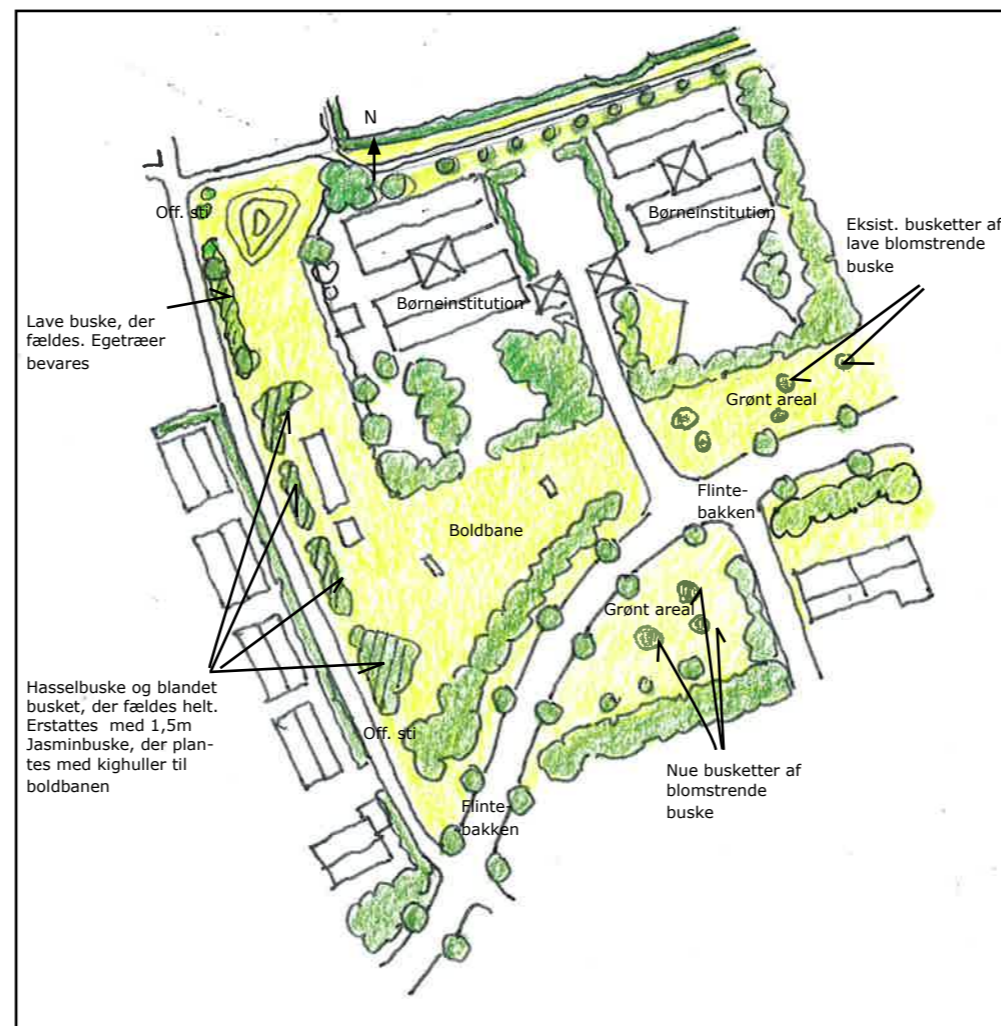 N
Off. sti
Børneinstitution
Børneinstitution
Eksist. busketter af
lave blomstrende
buske
Lave buske, der
fældes. Egetræer
bevares
Grønt areal
Flinte-
bakken
Boldbane
Grønt areal
Hasselbuske og blandet
busket, der fældes helt.
Erstattes med 1,5m
Jasminbuske, der plan-
tes med kighuller til
boldbanen
Off. sti
Nue busketter af
blomstrende
buske
Flinte-
bakken